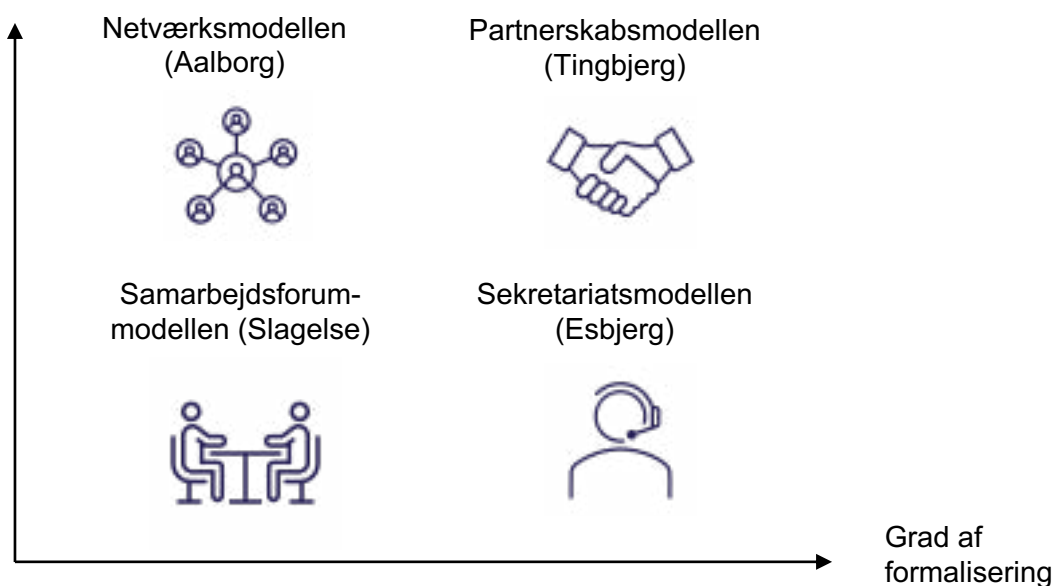 Netværksmodellen
(Aalborg)
Partnerskabsmodellen
(Tingbjerg)
Samarbejdsforum-
modellen (Slagelse)
Sekretariatsmodellen
(Esbjerg)
Grad af
formalisering